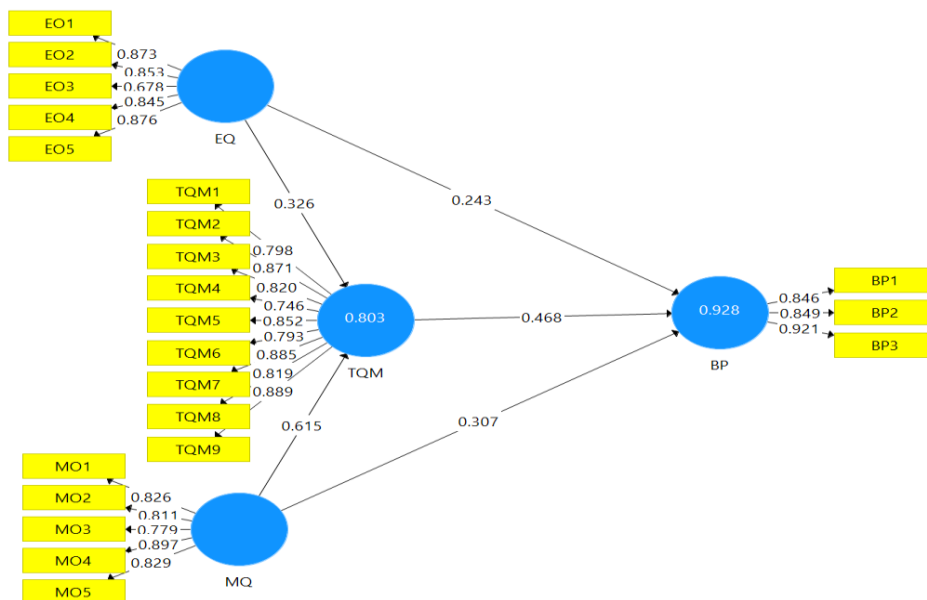 EO1
EO2
EO3
EO4
EO5
0.873
0.853
0.678
0.845
0.876
EQ
0.326
0.243
TQM1
TQM2
TQM3
TQM4
TQM5
TQM6
TQM7
TQM8
TQM9
0.798
0.871
0.820
0.746
0.852
0.793
0.885
0.819
0.889
0.803
TQM
0.468
0.928
BP
0.846
0.849
0.921
BP1
BP2
BP3
0.615
0.307
MO1
MO2
MO3
MO4
MO5
0.826
0.811
0.779
0.897
0.829
MQ